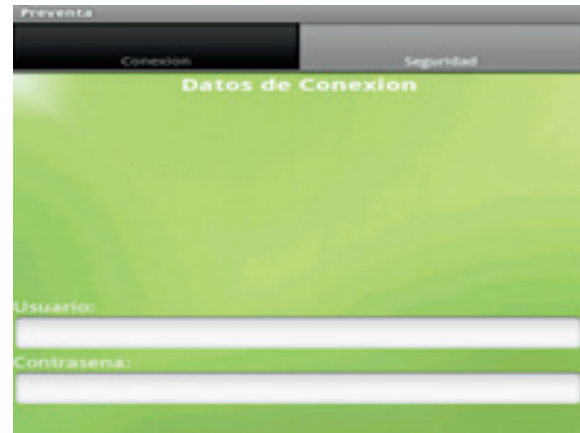 Preventa
Conexion Seguridad
Datos de Conexion
Usuario:
Contrasena: